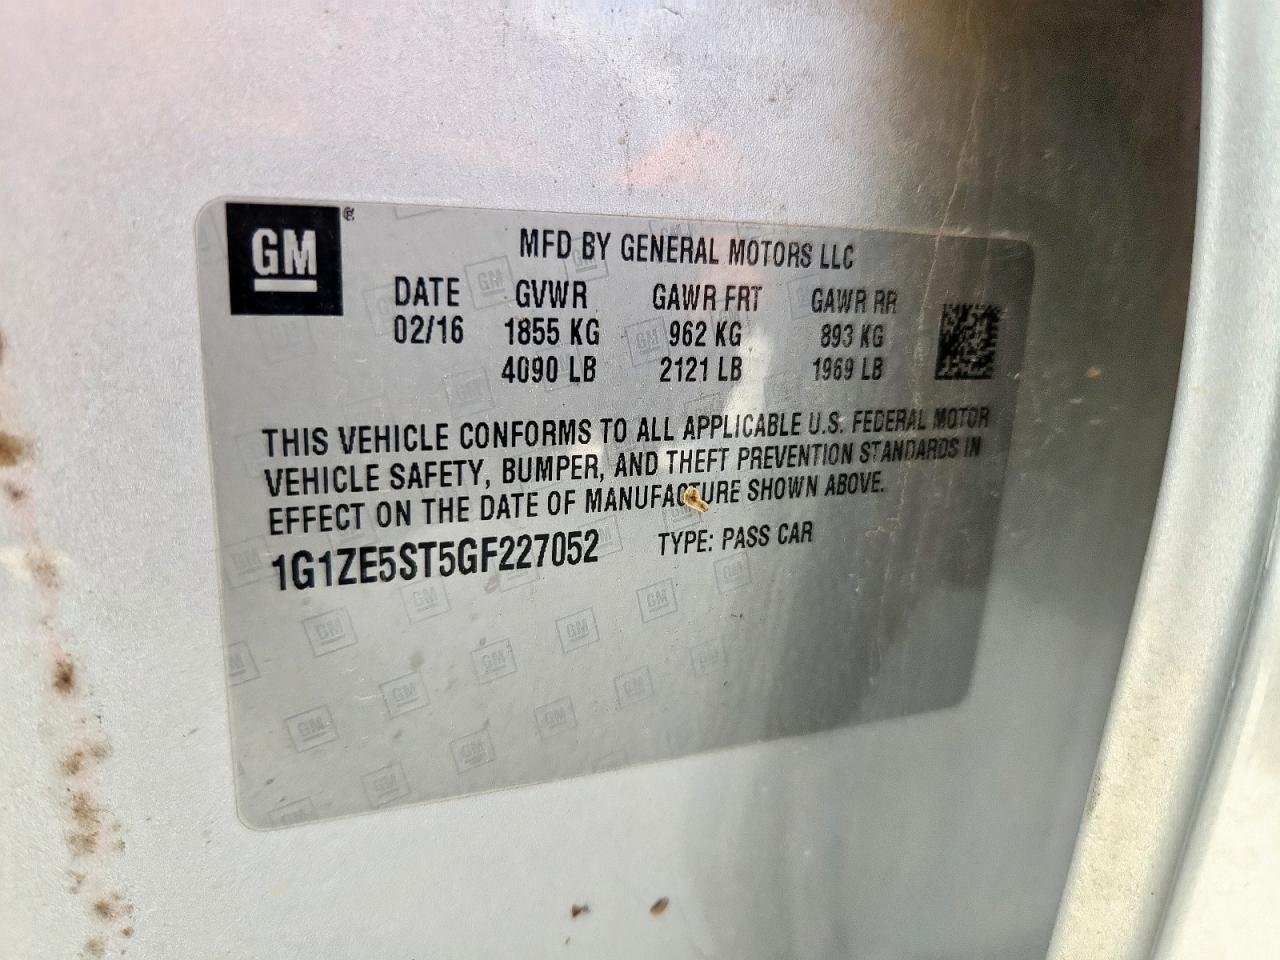 GM®
MFD BY GENERAL MOTORS LLC
DATE GVWR GAWR FRT GAWR RR
02/16 1855 KG 962 KG 893 KG
4090 LB 2121 LB 1969 LB
THIS VEHICLE CONFORMS TO ALL APPLICABLE U.S. FEDERAL MOTOR
VEHICLE SAFETY, BUMPER, AND THEFT PREVENTION STANDARDS IN
EFFECT ON THE DATE OF MANUFACTURE SHOWN ABOVE.
1G1ZE5ST5GF227052 TYPE: PASS CAR